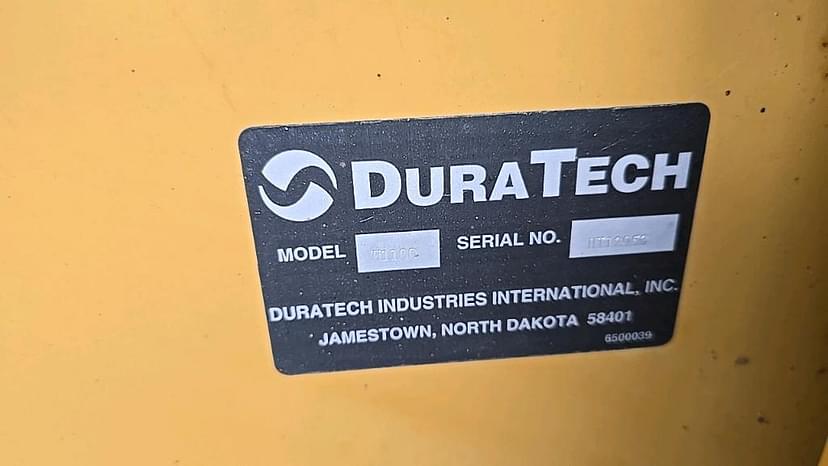 DURATECH
MODEL SERIAL NO.
DURATECH INDUSTRIES INTERNATIONAL, INC.
JAMESTOWN, NORTH DAKOTA 58401
6500039